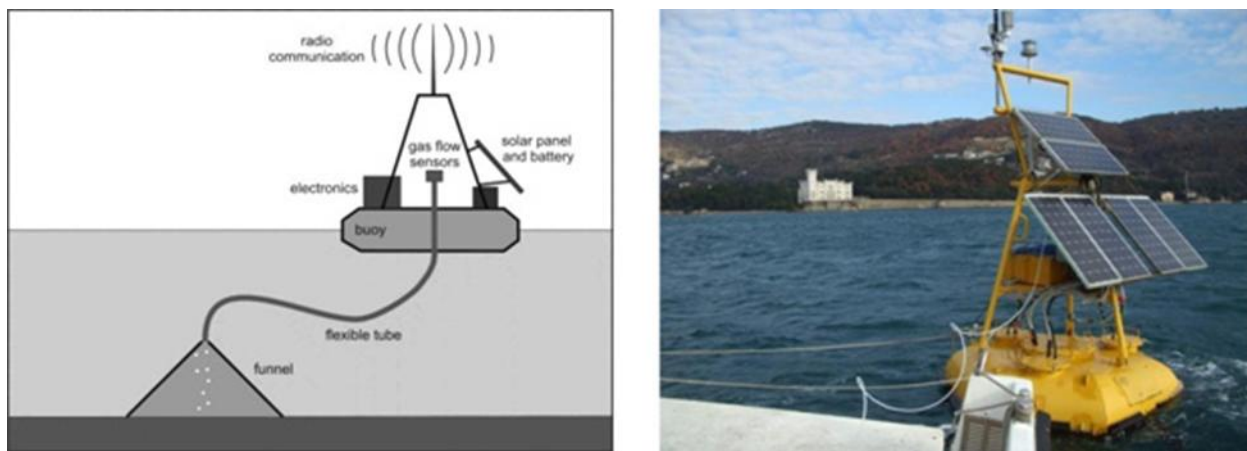 radio
communication
solar panel
and battery
gas flow
sensors
electronics
buoy
flexible tube
funnel